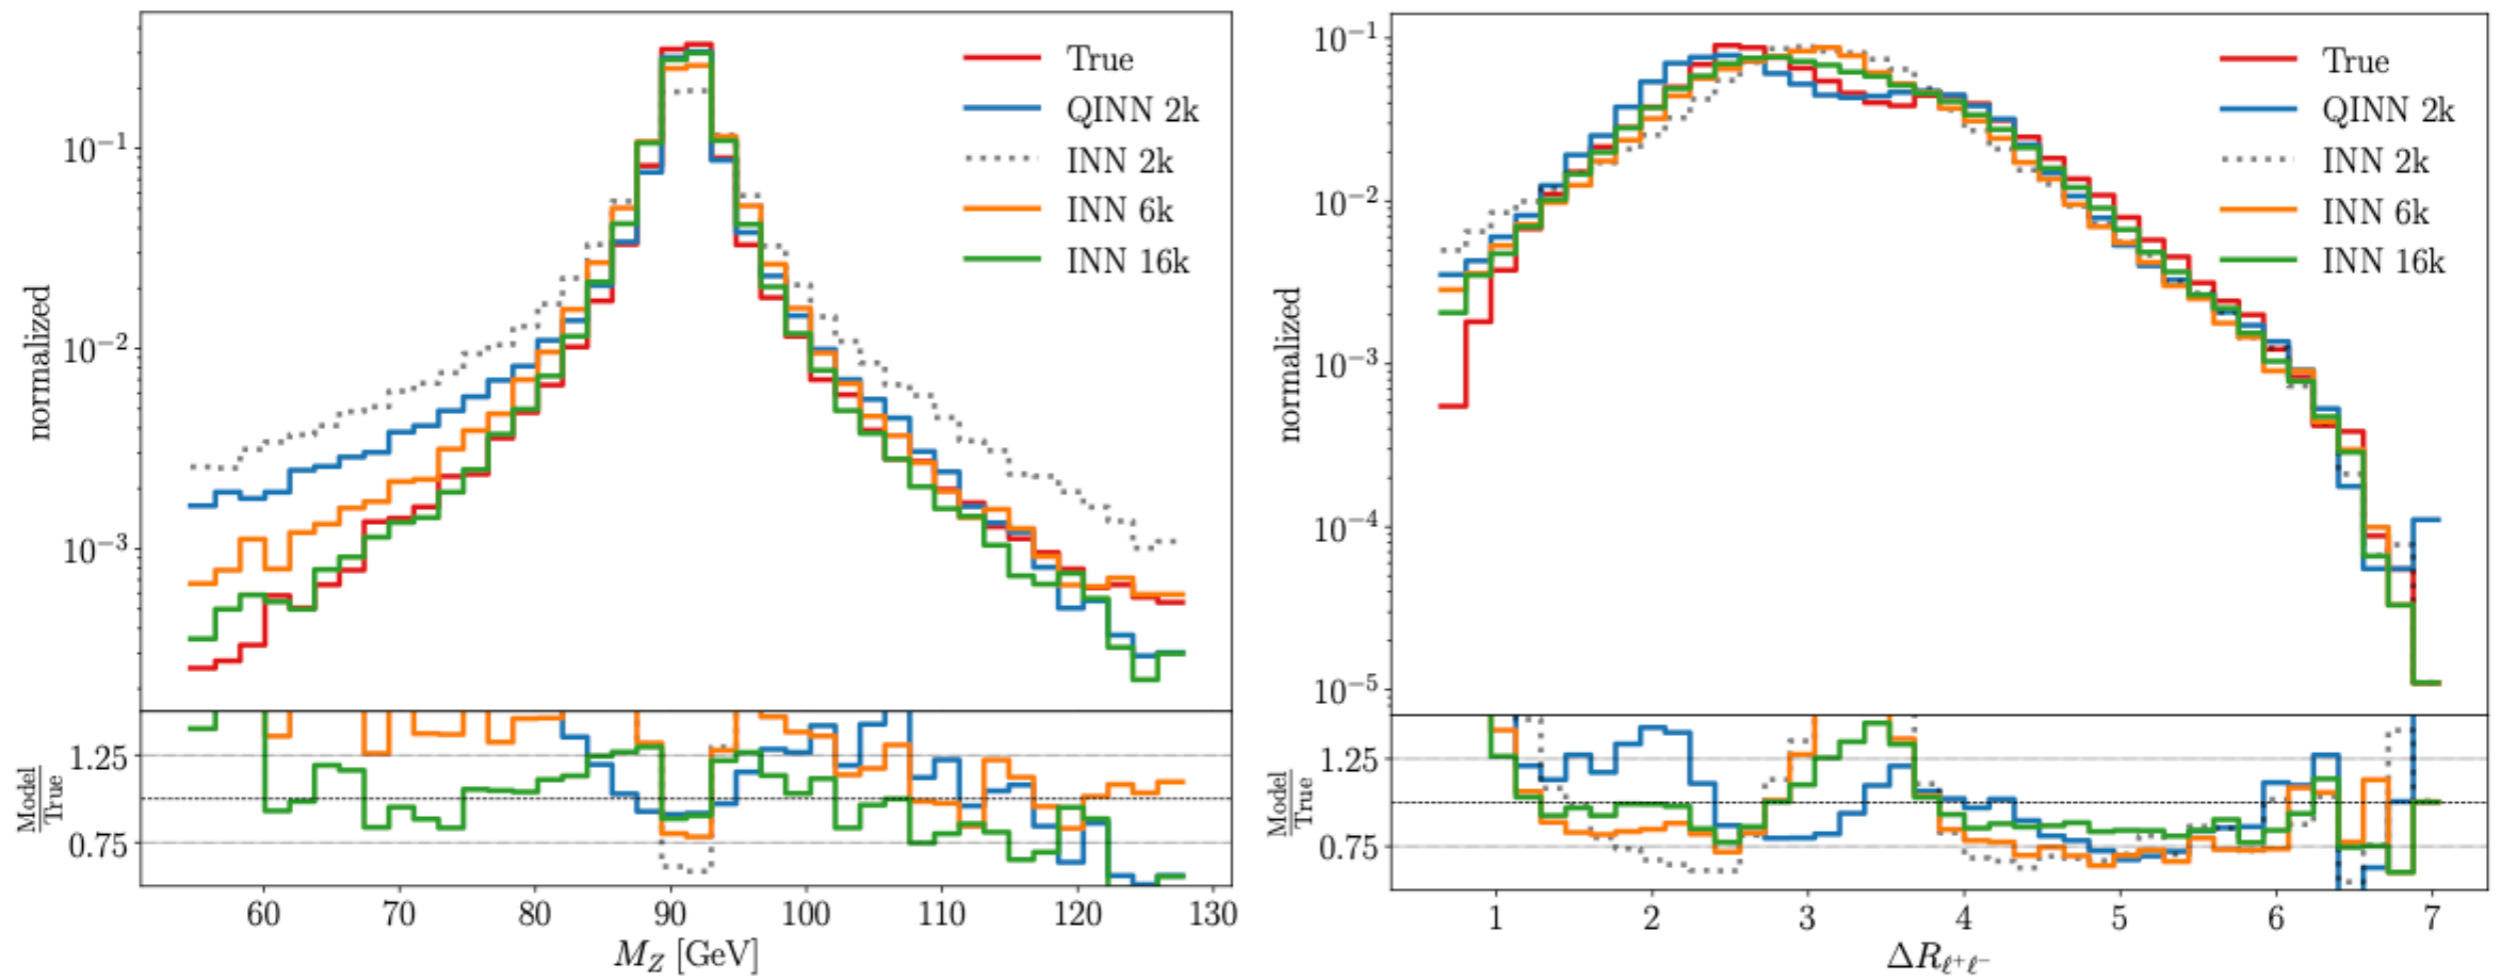 normalized
10⁻¹
10⁻²
10⁻³
True
QINN 2k
INN 2k
INN 6k
INN 16k
Model
True
1.25
0.75
60 70 80 90 100 110 120 130
M_Z [GeV]
normalized
10⁻¹
10⁻²
10⁻³
10⁻⁴
10⁻⁵
True
QINN 2k
INN 2k
INN 6k
INN 16k
Model
True
1.25
0.75
1 2 3 4 5 6 7
ΔR_ℓ⁺ℓ⁻